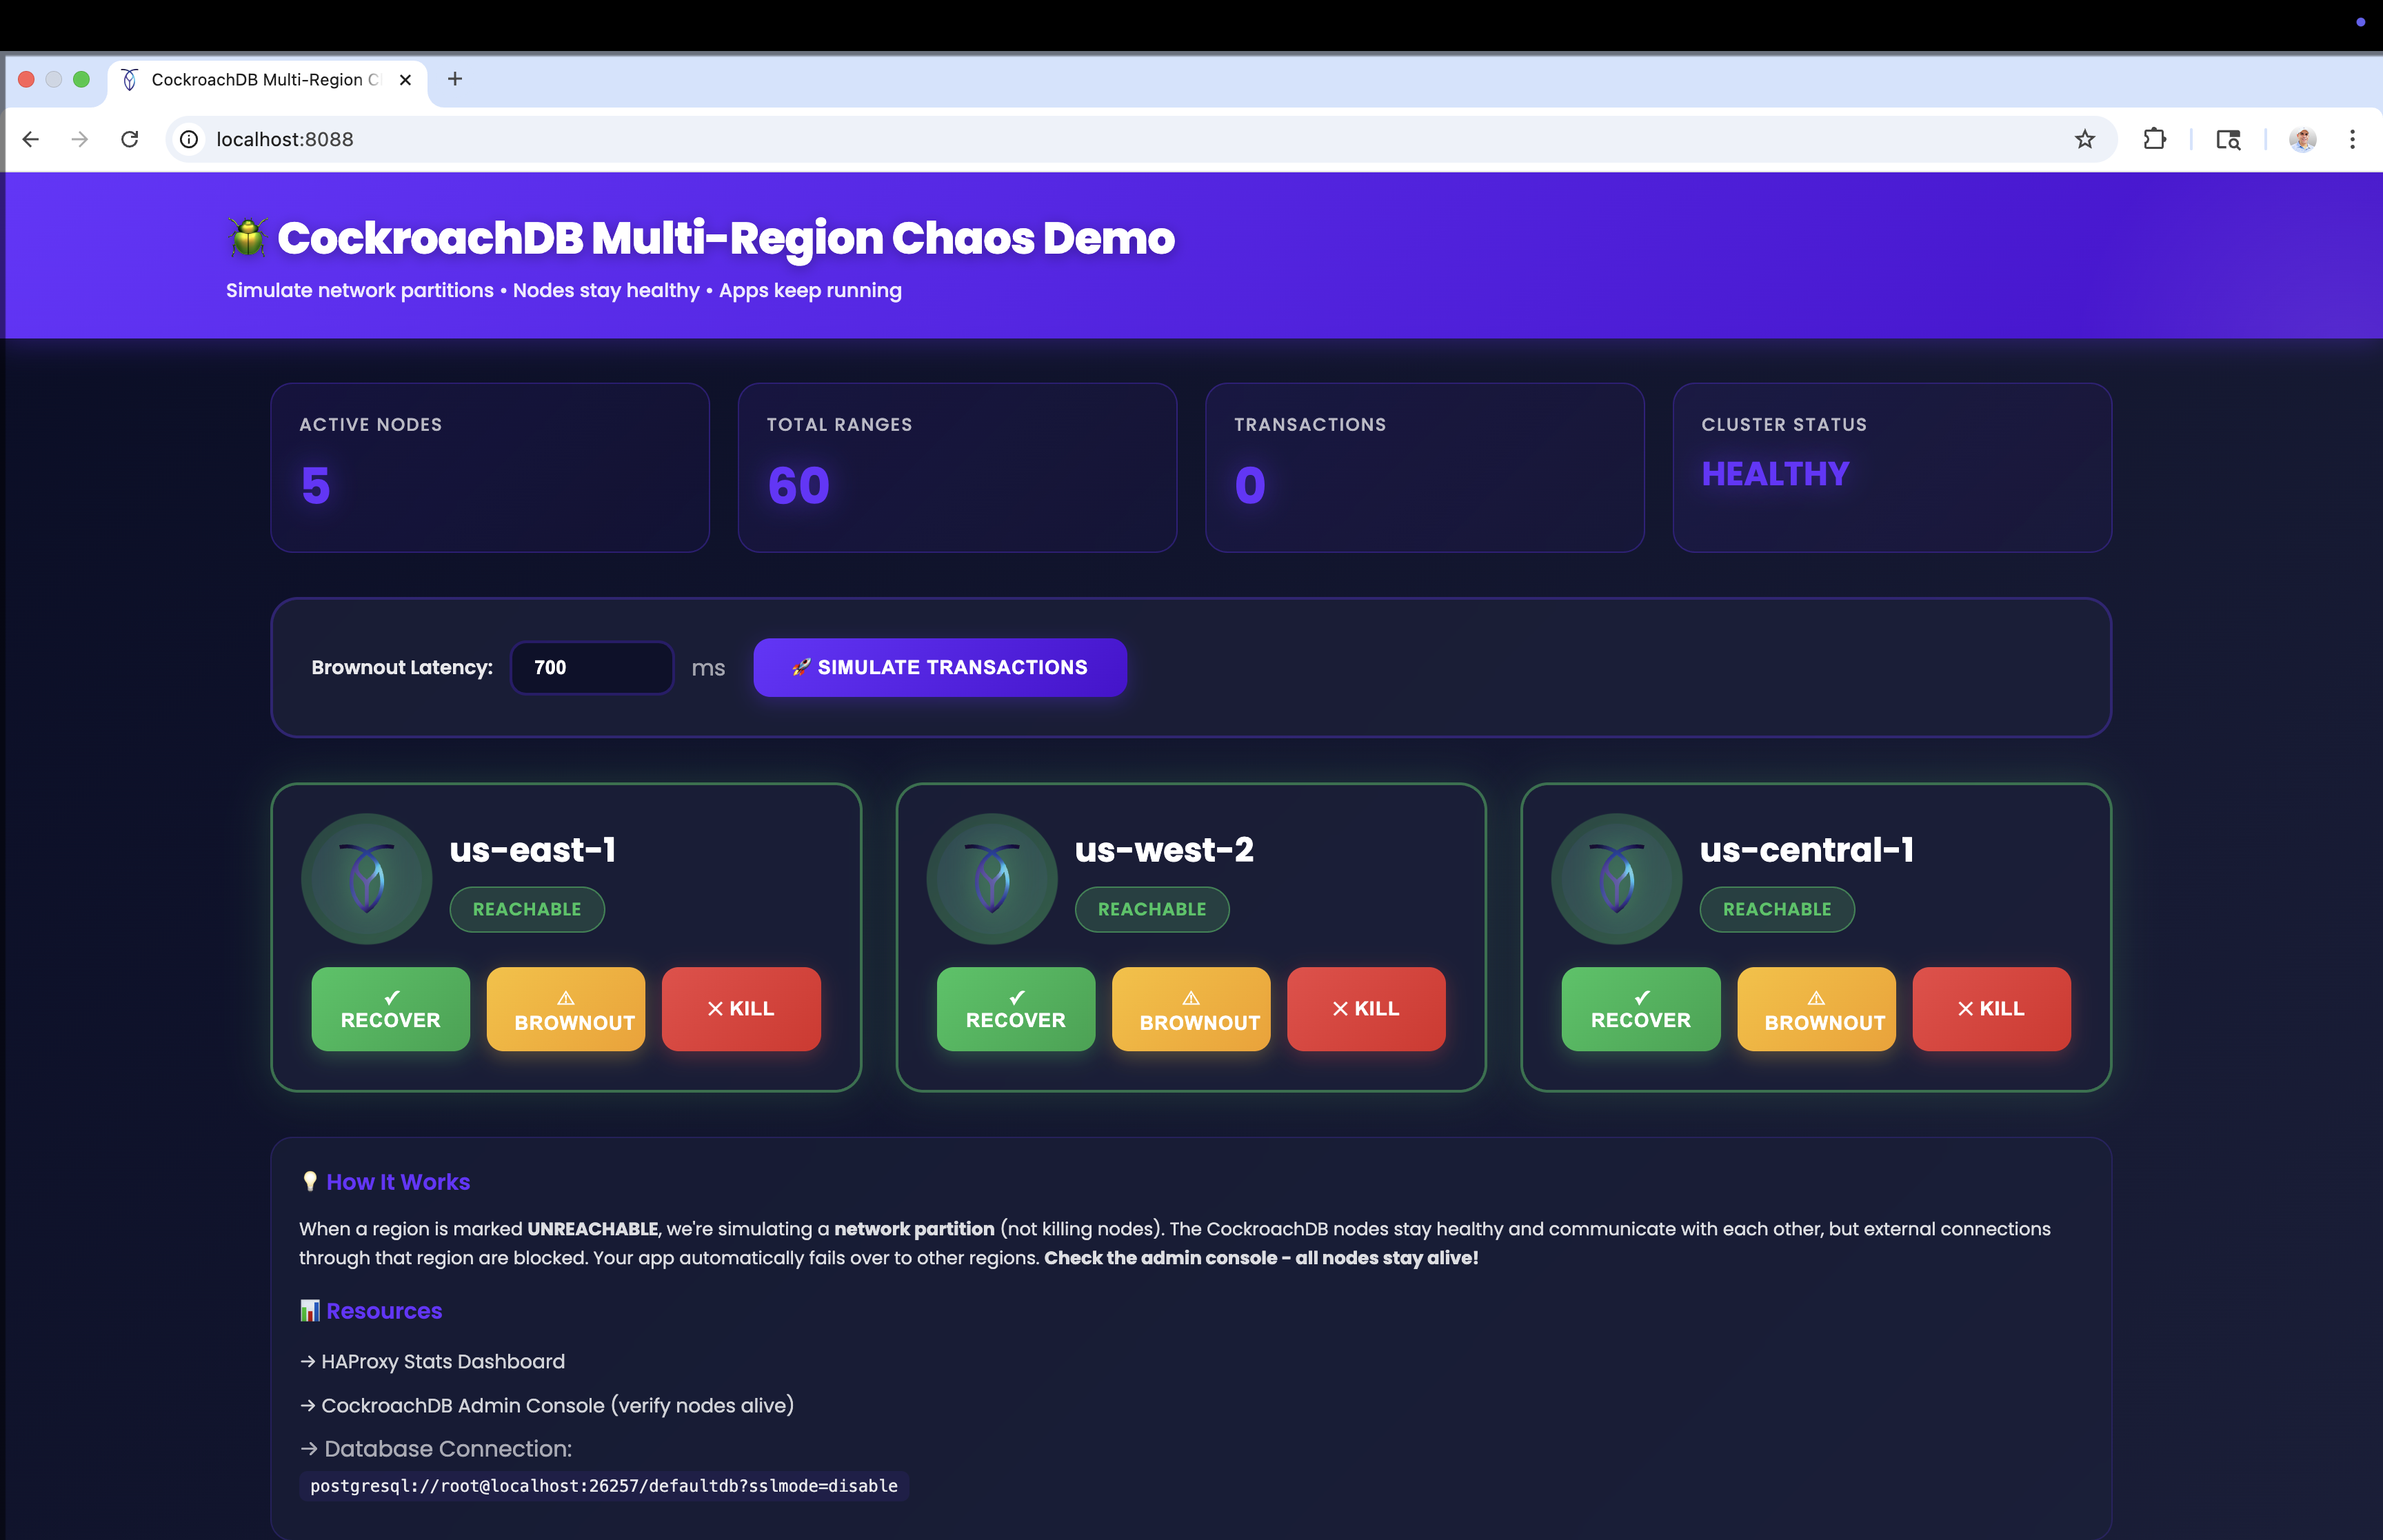 CockroachDB Multi-Region C
localhost:8088
CockroachDB Multi-Region Chaos Demo
Simulate network partitions • Nodes stay healthy • Apps keep running
ACTIVE NODES
5
TOTAL RANGES
60
TRANSACTIONS
0
CLUSTER STATUS
HEALTHY
Brownout Latency:
700
ms
🚀 SIMULATE TRANSACTIONS
us-east-1
REACHABLE
✓
RECOVER
⚠
BROWNOUT
✕ KILL
us-west-2
REACHABLE
✓
RECOVER
⚠
BROWNOUT
✕ KILL
us-central-1
REACHABLE
✓
RECOVER
⚠
BROWNOUT
✕ KILL
💡 How It Works
When a region is marked UNREACHABLE, we're simulating a network partition (not killing nodes). The CockroachDB nodes stay healthy and communicate with each other, but external connections
through that region are blocked. Your app automatically fails over to other regions. Check the admin console - all nodes stay alive!
📊 Resources
→ HAProxy Stats Dashboard
→ CockroachDB Admin Console (verify nodes alive)
→ Database Connection:
postgresql://root@localhost:26257/defaultdb?sslmode=disable